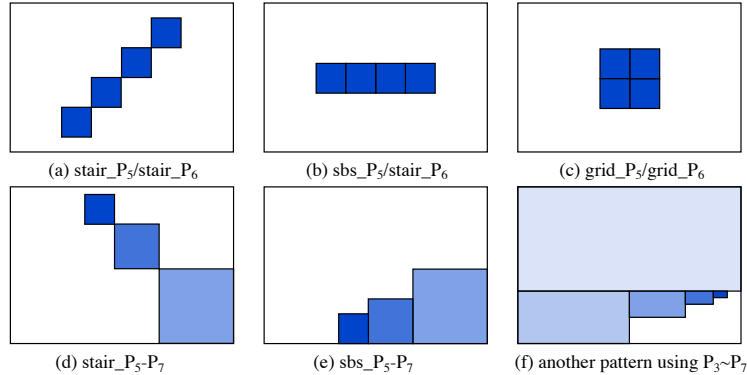 (a) stair_P5/stair_P6
(b) sbs_P5/stair_P6
(c) grid_P5/grid_P6
(d) stair_P5-P7
(e) sbs_P5-P7
(f) another pattern using P3~P7